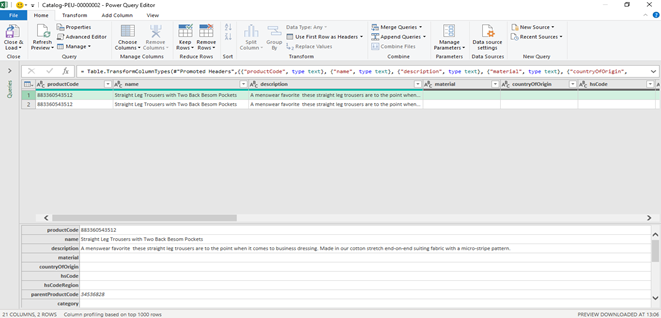 Catalog-PEU-00000002 - Power Query Editor
File Home Transform Add Column View
Close & Load
Close
Refresh Preview
Properties
Advanced Editor
Manage
Query
Choose Columns
Remove Columns
Manage Columns
Keep Rows
Remove Rows
Reduce Rows
Sort
Split Column
Group By
Data Type: Any
Use First Row as Headers
Replace Values
Transform
Merge Queries
Append Queries
Combine Files
Combine
Manage Parameters
Parameters
Data source settings
Data Sources
New Source
Recent Sources
New Query
Queries
= Table.TransformColumnTypes(#"Promoted Headers",{{"productCode", type text}, {"name", type text}, {"description", type text}, {"material", type text}, {"countryOfOrigin",
productCode name description material countryOfOrigin hsCode
1 883360543512 Straight Leg Trousers with Two Back Besom Pockets A menswear favorite these straight leg trousers are to the point when...
2 883360543512 Straight Leg Trousers with Two Back Besom Pockets A menswear favorite these straight leg trousers are to the point when...
productCode 883360543512
name Straight Leg Trousers with Two Back Besom Pockets
description A menswear favorite these straight leg trousers are to the point when it comes to business dressing. Made in our cotton stretch end-on-end suiting fabric with a micro-stripe pattern.
material
countryOfOrigin
hsCode
hsCodeRegion
parentProductCode 34536828
category
21 COLUMNS, 2 ROWS Column profiling based on top 1000 rows PREVIEW DOWNLOADED AT 13:06